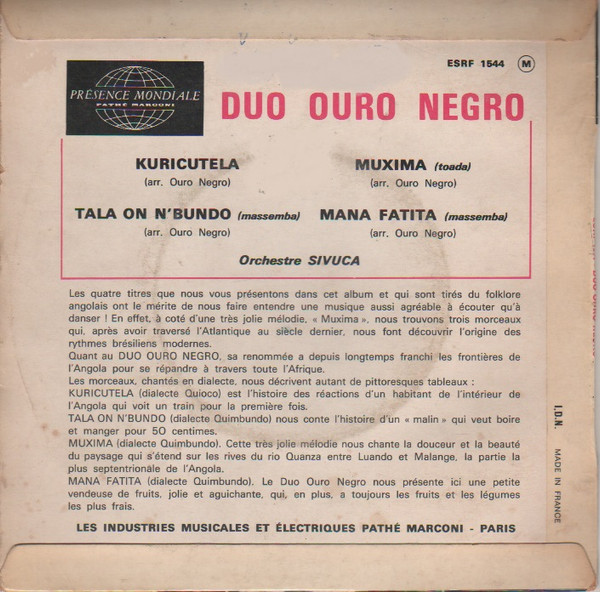 ESRF 1544 M
PRÉSENCE MONDIALE
PATHÉ MARCONI
DUO OURO NEGRO
KURICUTELA
(arr. Ouro Negro)
MUXIMA (toada)
(arr. Ouro Negro)
TALA ON N'BUNDO (massemba)
(arr. Ouro Negro)
MANA FATITA (massemba)
(arr. Ouro Negro)
Orchestre SIVUCA
Les quatre titres que nous vous présentons dans cet album et qui sont tirés du folklore
angolais ont le mérite de nous faire entendre une musique aussi agréable à écouter qu'à
danser ! En effet, à coté d'une très jolie mélodie, « Muxima », nous trouvons trois morceaux
qui, après avoir traversé l'Atlantique au siècle dernier, nous font découvrir l'origine des
rythmes brésiliens modernes.
Quant au DUO OURO NEGRO, sa renommée a depuis longtemps franchi les frontières de
l'Angola pour se répandre à travers toute l'Afrique.
Les morceaux, chantés en dialecte, nous décrivent autant de pittoresques tableaux :
KURICUTELA (dialecte Quioco) est l'histoire des réactions d'un habitant de l'intérieur de
l'Angola qui voit un train pour la première fois.
TALA ON N'BUNDO (dialecte Quimbundo) nous conte l'histoire d'un « malin » qui veut boire
et manger pour 50 centimes.
MUXIMA (dialecte Quimbundo). Cette très jolie mélodie nous chante la douceur et la beauté
du paysage qui s'étend sur les rives du rio Quanza entre Luando et Malange, la partie la
plus septentrionale de l'Angola.
MANA FATITA (dialecte Quimbundo). Le Duo Ouro Negro nous présente ici une petite
vendeuse de fruits, jolie et aguichante, qui, en plus, a toujours les fruits et les légumes
les plus frais.
LES INDUSTRIES MUSICALES ET ÉLECTRIQUES PATHÉ MARCONI - PARIS
I.D.N. MADE IN FRANCE